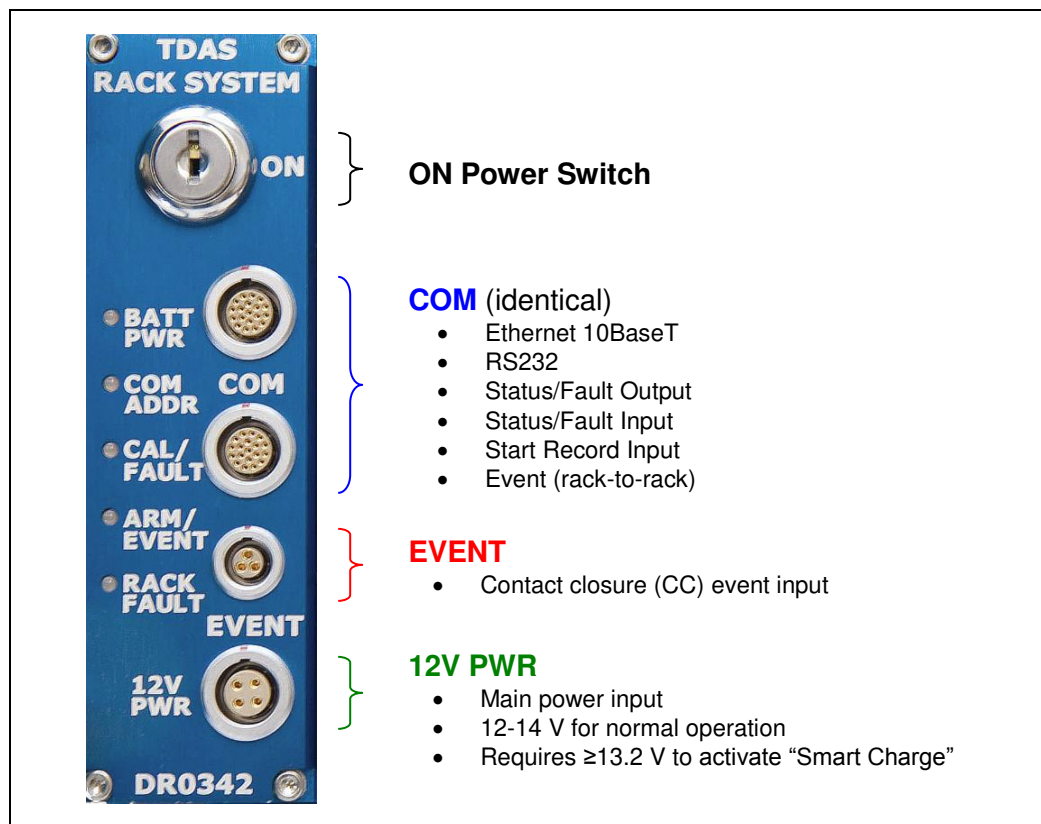 TDAS
RACK SYSTEM
ON
BATT
PWR
COM
ADDR
COM
CAL/
FAULT
ARM/
EVENT
RACK
FAULT
EVENT
12V
PWR
DR0342
ON Power Switch
COM (identical)
• Ethernet 10BaseT
• RS232
• Status/Fault Output
• Status/Fault Input
• Start Record Input
• Event (rack-to-rack)
EVENT
• Contact closure (CC) event input
12V PWR
• Main power input
• 12-14 V for normal operation
• Requires ≥13.2 V to activate “Smart Charge”